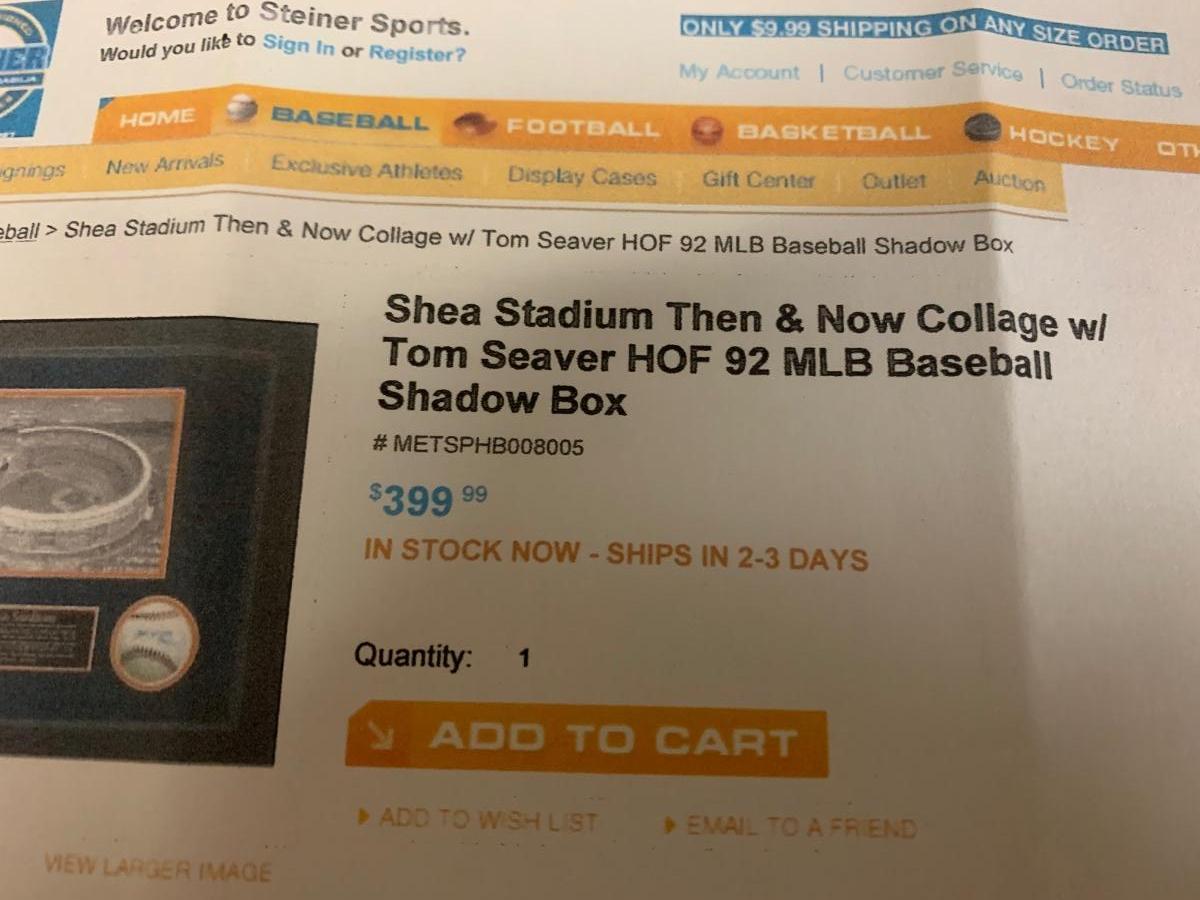 Welcome to Steiner Sports.
Would you like to Sign In or Register?
ONLY $9.99 SHIPPING ON ANY SIZE ORDER
My Account | Customer Service | Order Status
HOME BASEBALL FOOTBALL BASKETBALL HOCKEY OTH
gnings New Arrivals Exclusive Athletes Display Cases Gift Center Outlet Auction
eball > Shea Stadium Then & Now Collage w/ Tom Seaver HOF 92 MLB Baseball Shadow Box
Shea Stadium Then & Now Collage w/
Tom Seaver HOF 92 MLB Baseball
Shadow Box
# METSPHB008005
$399 99
IN STOCK NOW - SHIPS IN 2-3 DAYS
Quantity: 1
ADD TO CART
ADD TO WISH LIST EMAIL TO A FRIEND
VIEW LARGER IMAGE